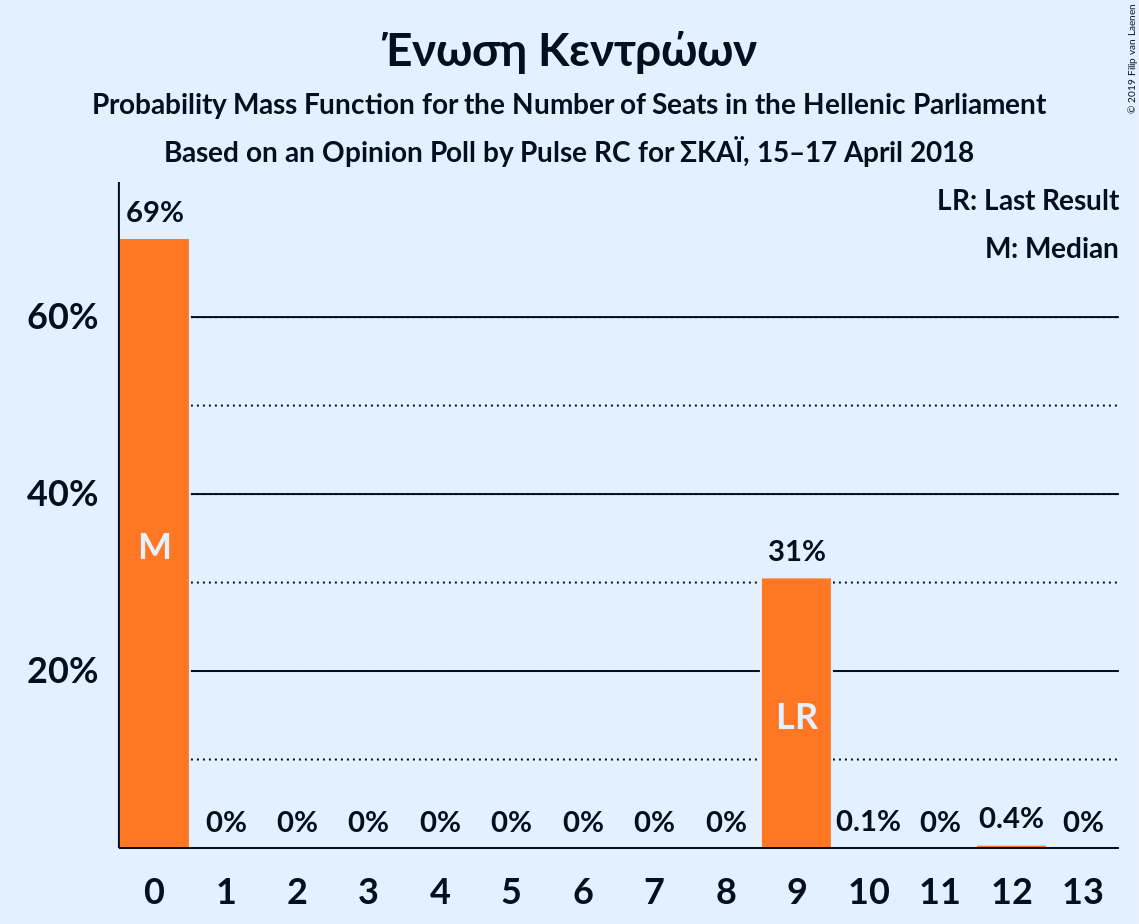 Ένωση Κεντρώων
Probability Mass Function for the Number of Seats in the Hellenic Parliament
Based on an Opinion Poll by Pulse RC for ΣΚΑΪ, 15–17 April 2018
© 2019 Filip van Laenen
LR: Last Result
M: Median
69%
60%
40%
20%
M
31%
LR
0% 0% 0% 0% 0% 0% 0% 0% 0.1% 0% 0.4% 0%
0 1 2 3 4 5 6 7 8 9 10 11 12 13